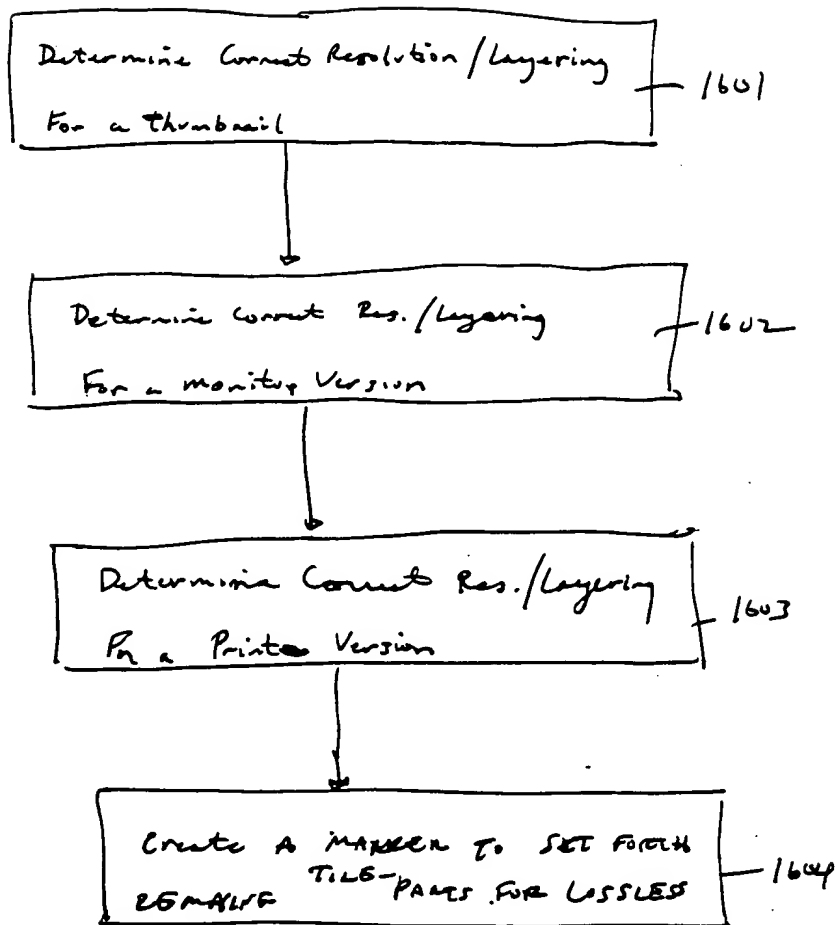 Determine Correct Resolution/Layering
For a thumbnail
1601
Determine Correct Res./Layering
For a monitor Version
1602
Determine Correct Res./Layering
For a Print Version
1603
Create A MARKER TO SET FORTH
REMAINING TILE-PARTS FOR LOSSLESS
1604